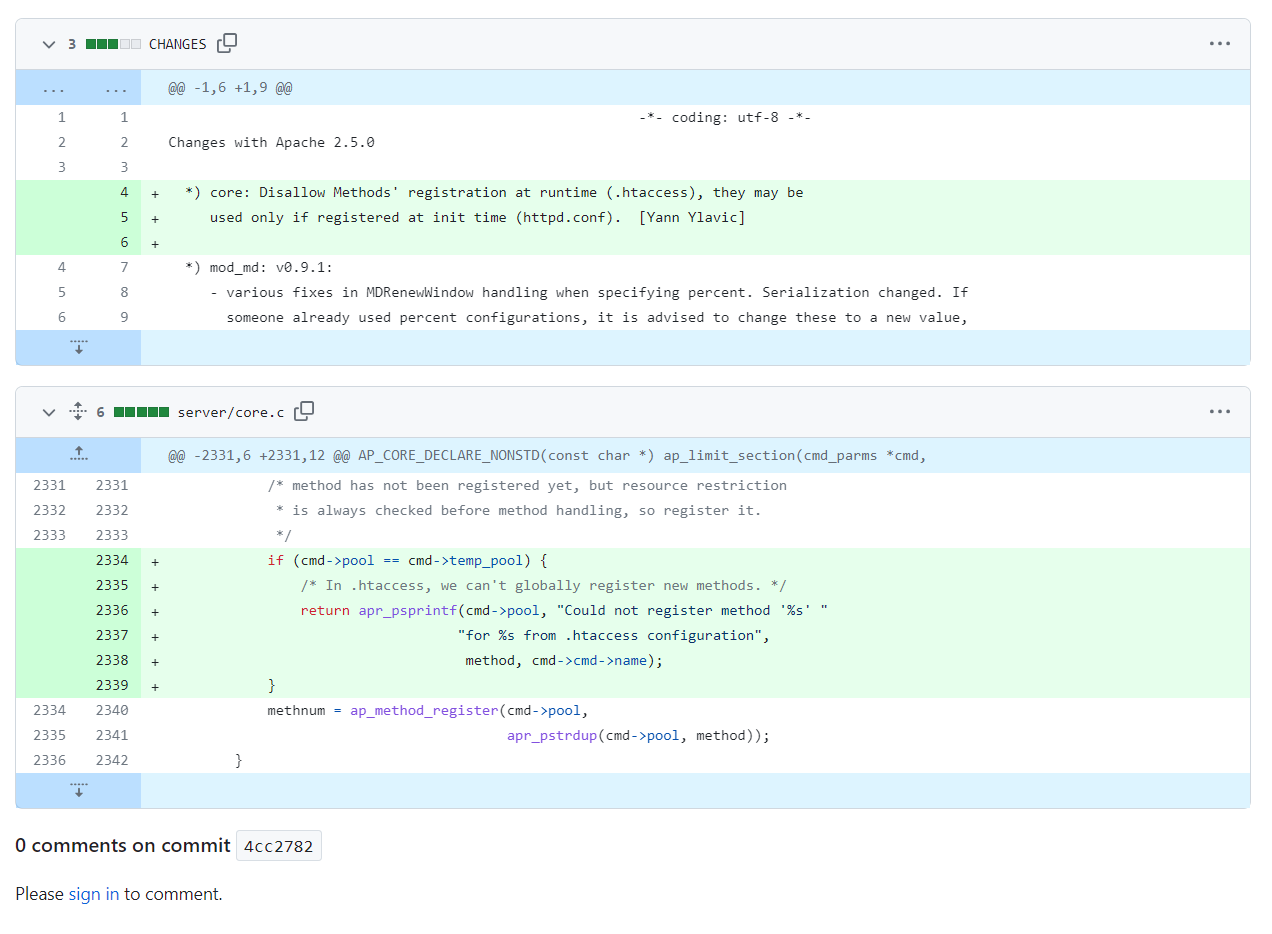 3 CHANGES
... ... @@ -1,6 +1,9 @@
1 1 -*- coding: utf-8 -*-
2 2 Changes with Apache 2.5.0
3 3
4 + *) core: Disallow Methods' registration at runtime (.htaccess), they may be
5 + used only if registered at init time (httpd.conf). [Yann Ylavic]
6 +
4 7 *) mod_md: v0.9.1:
5 8 - various fixes in MDRenewWindow handling when specifying percent. Serialization changed. If
6 9 someone already used percent configurations, it is advised to change these to a new value,
6 server/core.c
@@ -2331,6 +2331,12 @@ AP_CORE_DECLARE_NONSTD(const char *) ap_limit_section(cmd_parms *cmd,
2331 2331 /* method has not been registered yet, but resource restriction
2332 2332 * is always checked before method handling, so register it.
2333 2333 */
2334 + if (cmd->pool == cmd->temp_pool) {
2335 + /* In .htaccess, we can't globally register new methods. */
2336 + return apr_psprintf(cmd->pool, "Could not register method '%s' "
2337 + "for %s from .htaccess configuration",
2338 + method, cmd->cmd->name);
2339 + }
2334 2340 methnum = ap_method_register(cmd->pool,
2335 2341 apr_pstrdup(cmd->pool, method));
2336 2342 }
0 comments on commit 4cc2782
Please sign in to comment.